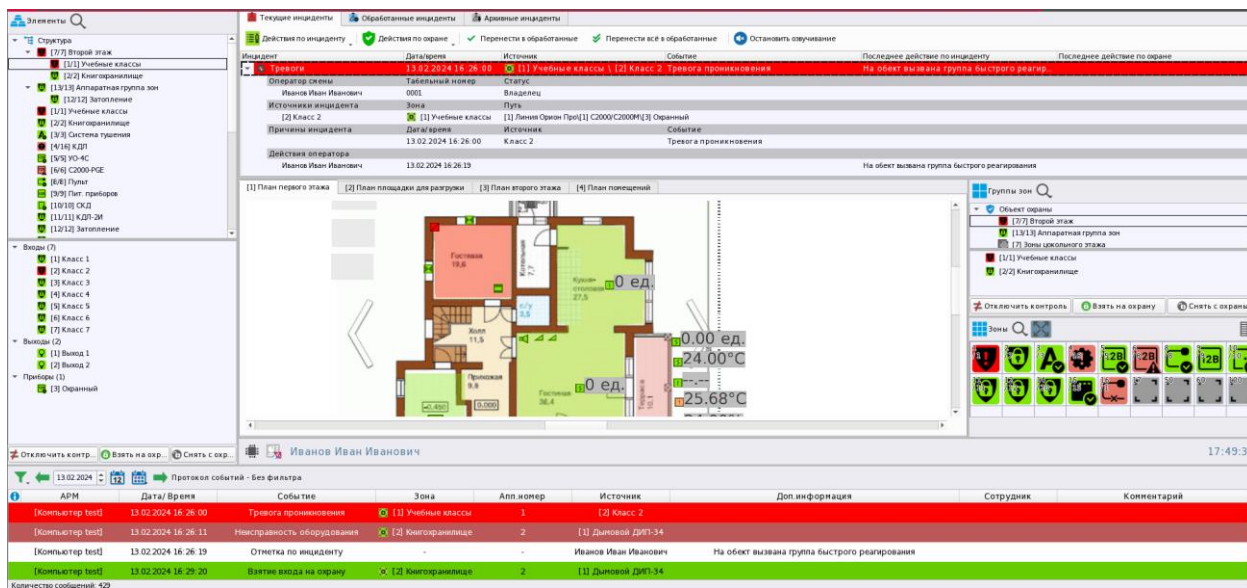 Элементы
Структура
[7/7] Второй этаж
[1/1] Учебные классы
[2/2] Книгохранилище
[13/13] Аппаратная группа зон
[12/12] Затопление
[1/1] Учебные классы
[2/2] Книгохранилище
[3/3] Система тушения
[4/16] КДЛ
[5/5] УО-4С
[6/6] С2000-PGE
[8/8] Пульт
[9/9] Пит. приборов
[10/10] СКД
[11/11] КДЛ-2И
[12/12] Затопление
Входы (7)
[1] Класс 1
[2] Класс 2
[3] Класс 3
[4] Класс 4
[5] Класс 5
[6] Класс 6
[7] Класс 7
Выходы (2)
[1] Выход 1
[2] Выход 2
Приборы (1)
[3] Охранный
Отключить контр... Взять на охр... Снять с охр...
Текущие инциденты Обработанные инциденты Архивные инциденты
Действия по инциденту Действия по охране Перенести в обработанные Перенести всё в обработанные Остановить озвучивание
Инцидент Дата/время Источник Событие Последнее действие по инциденту Последнее действие по охране
Тревоги 13.02.2024 16:26:00 [1] Учебные классы \ [2] Класс 2 Тревога проникновения На обект вызвана группа быстрого реагир...
Оператор смены Табельный номер Статус
Иванов Иван Иванович 0001 Владелец
Источники инцидента Зона Путь
[2] Класс 2 [1] Учебные классы [1] Линия Орион Про\[1] С2000/С2000М\[3] Охранный
Причины инцидента Дата/время Источник Событие
13.02.2024 16:26:00 Класс 2 Тревога проникновения
Действия оператора
Иванов Иван Иванович 13.02.2024 16:26:19 На обект вызвана группа быстрого реагирования
[1] План первого этажа [2] План площадки для разгрузки [3] План второго этажа [4] План помещений
Гостевая
19,6
Котельная
7,7
Кухня-
столовая
27,5
0 ед.
с/у
3,5
Холл
11,5
0.00 ед.
24.00°C
Прихожая
9,8
Гостиная
38,4
0 ед.
Терраса
10,1
--.--
25.68°C
-0,450
0,000
Группы зон
Объект охраны
[7/7] Второй этаж
[13/13] Аппаратная группа зон
[7] Зоны цокольного этажа
[1/1] Учебные классы
[2/2] Книгохранилище
Отключить контроль Взять на охрану Снять с охраны
Зоны
Иванов Иван Иванович 17:49:3
13.02.2024 12 Протокол событий - Без фильтра
АРМ Дата/Время Событие Зона Апп.номер Источник Доп.информация Сотрудник Комментарий
[Компьютер test] 13.02.2024 16:26:00 Тревога проникновения [1] Учебные классы 1 [2] Класс 2
[Компьютер test] 13.02.2024 16:26:11 Неисправность оборудования [2] Книгохранилище 2 [1] Дымовой ДИП-34
[Компьютер test] 13.02.2024 16:26:19 Отметка по инциденту - - Иванов Иван Иванович На обект вызвана группа быстрого реагирования
[Компьютер test] 13.02.2024 16:29:20 Взятие входа на охрану [2] Книгохранилище 2 [1] Дымовой ДИП-34
Количество сообщений: 429